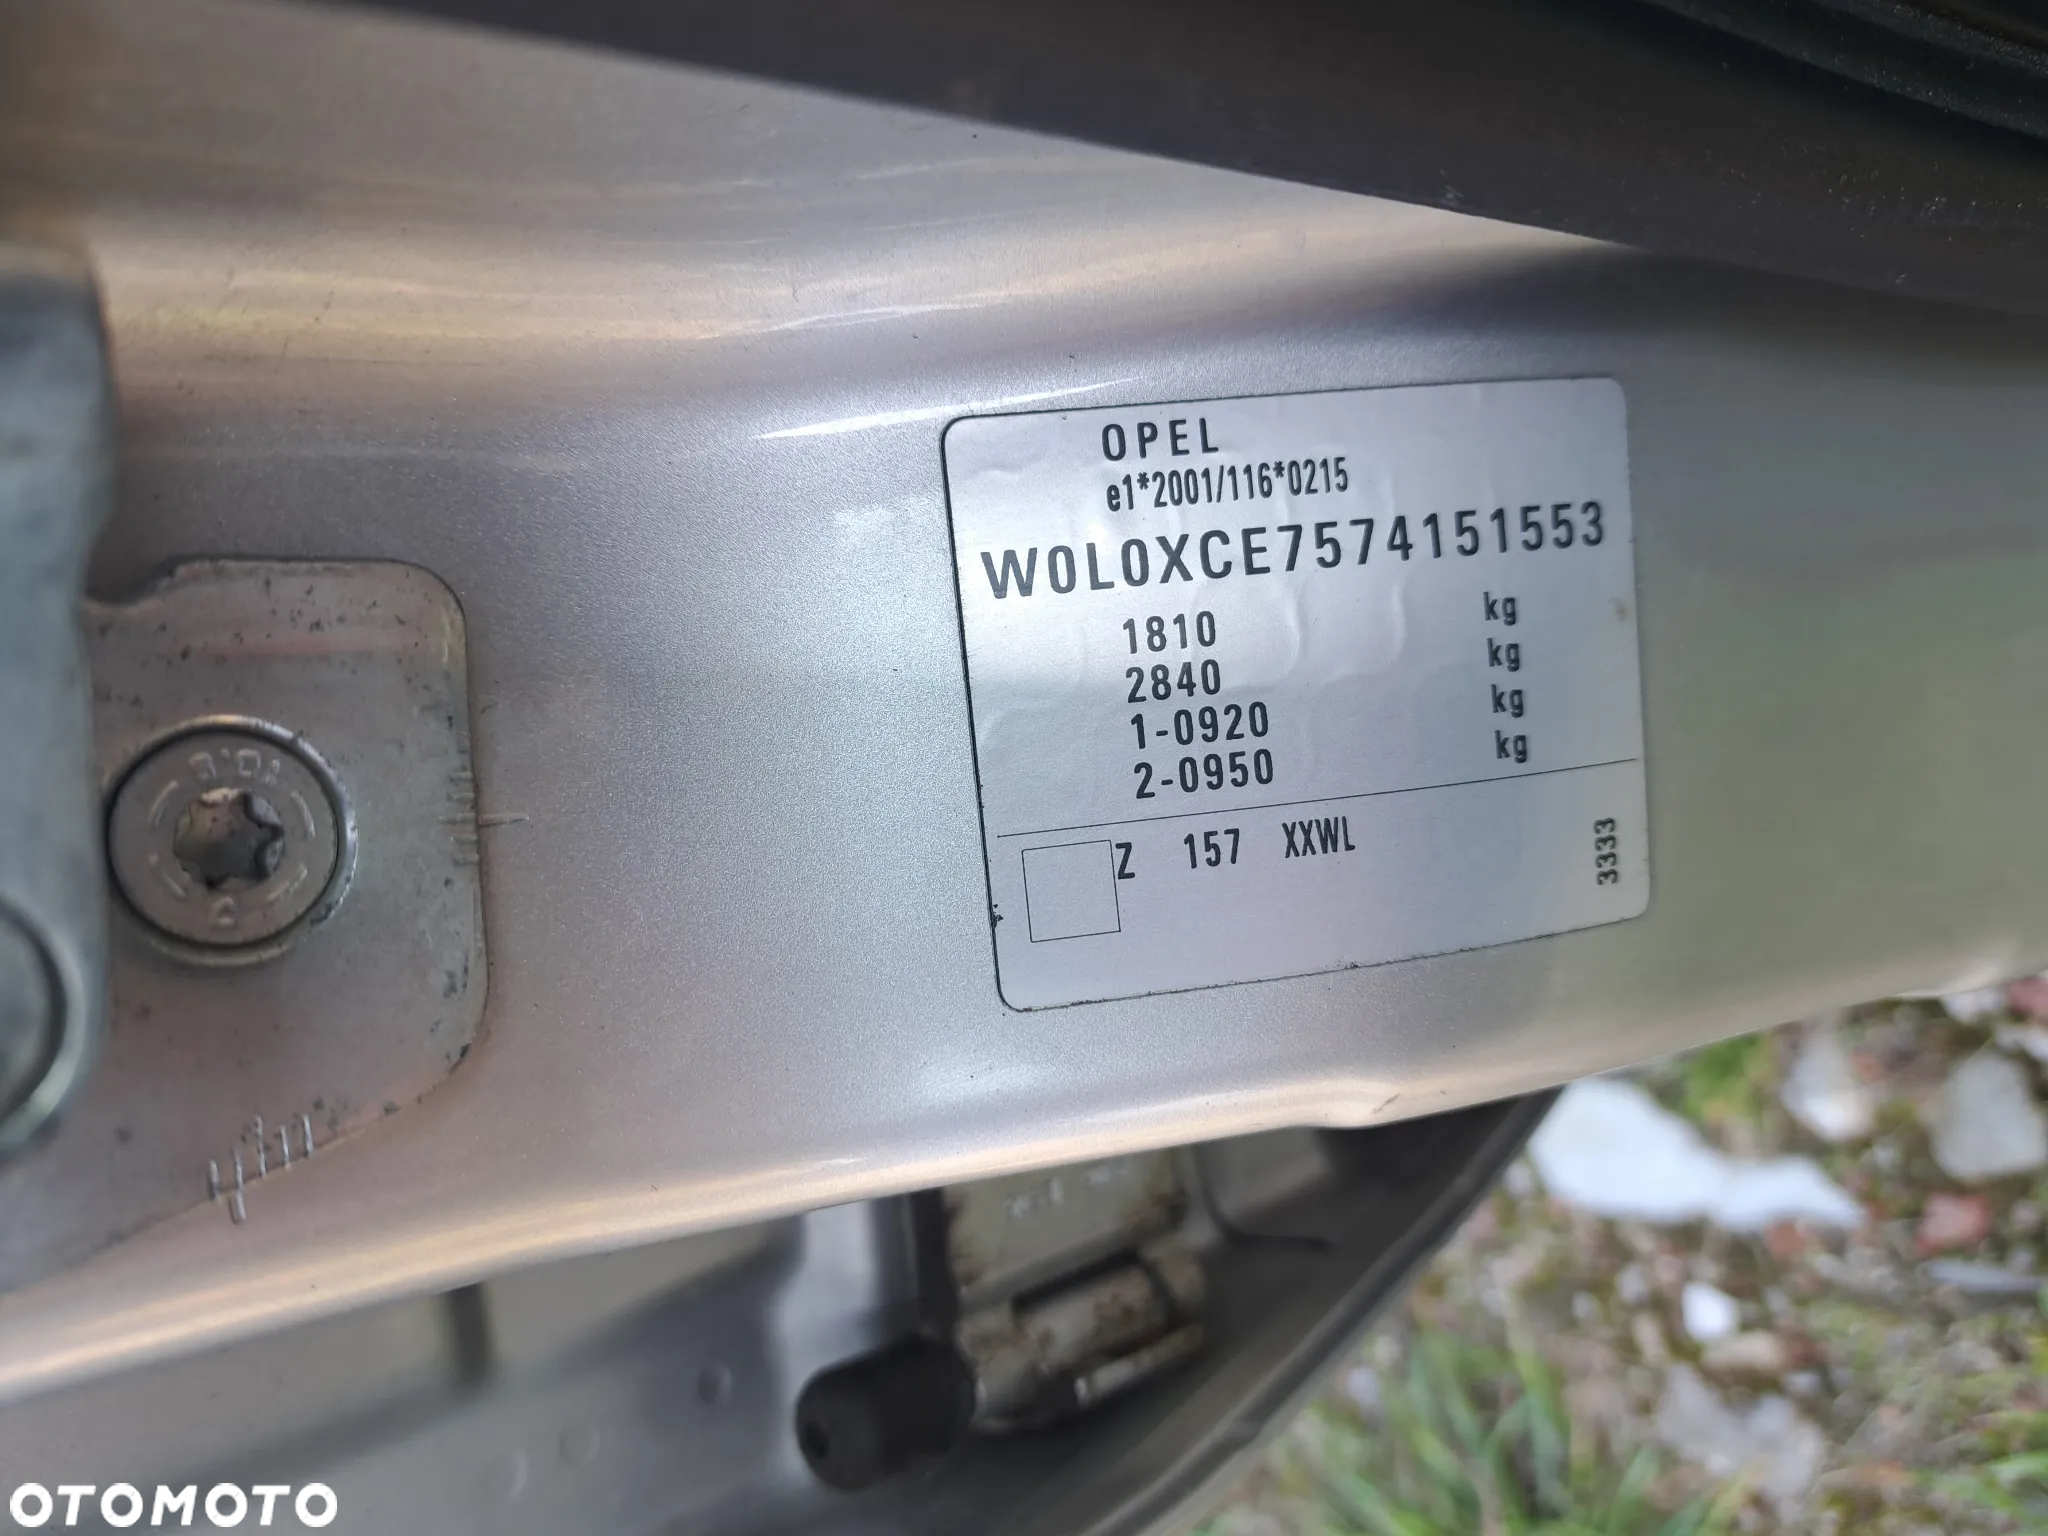 OPEL
e1*2001/116*0215
W0L0XCE7574151553
1810 kg
2840 kg
1-0920 kg
2-0950 kg
Z 157 XXWL
3333
OTOMOTO